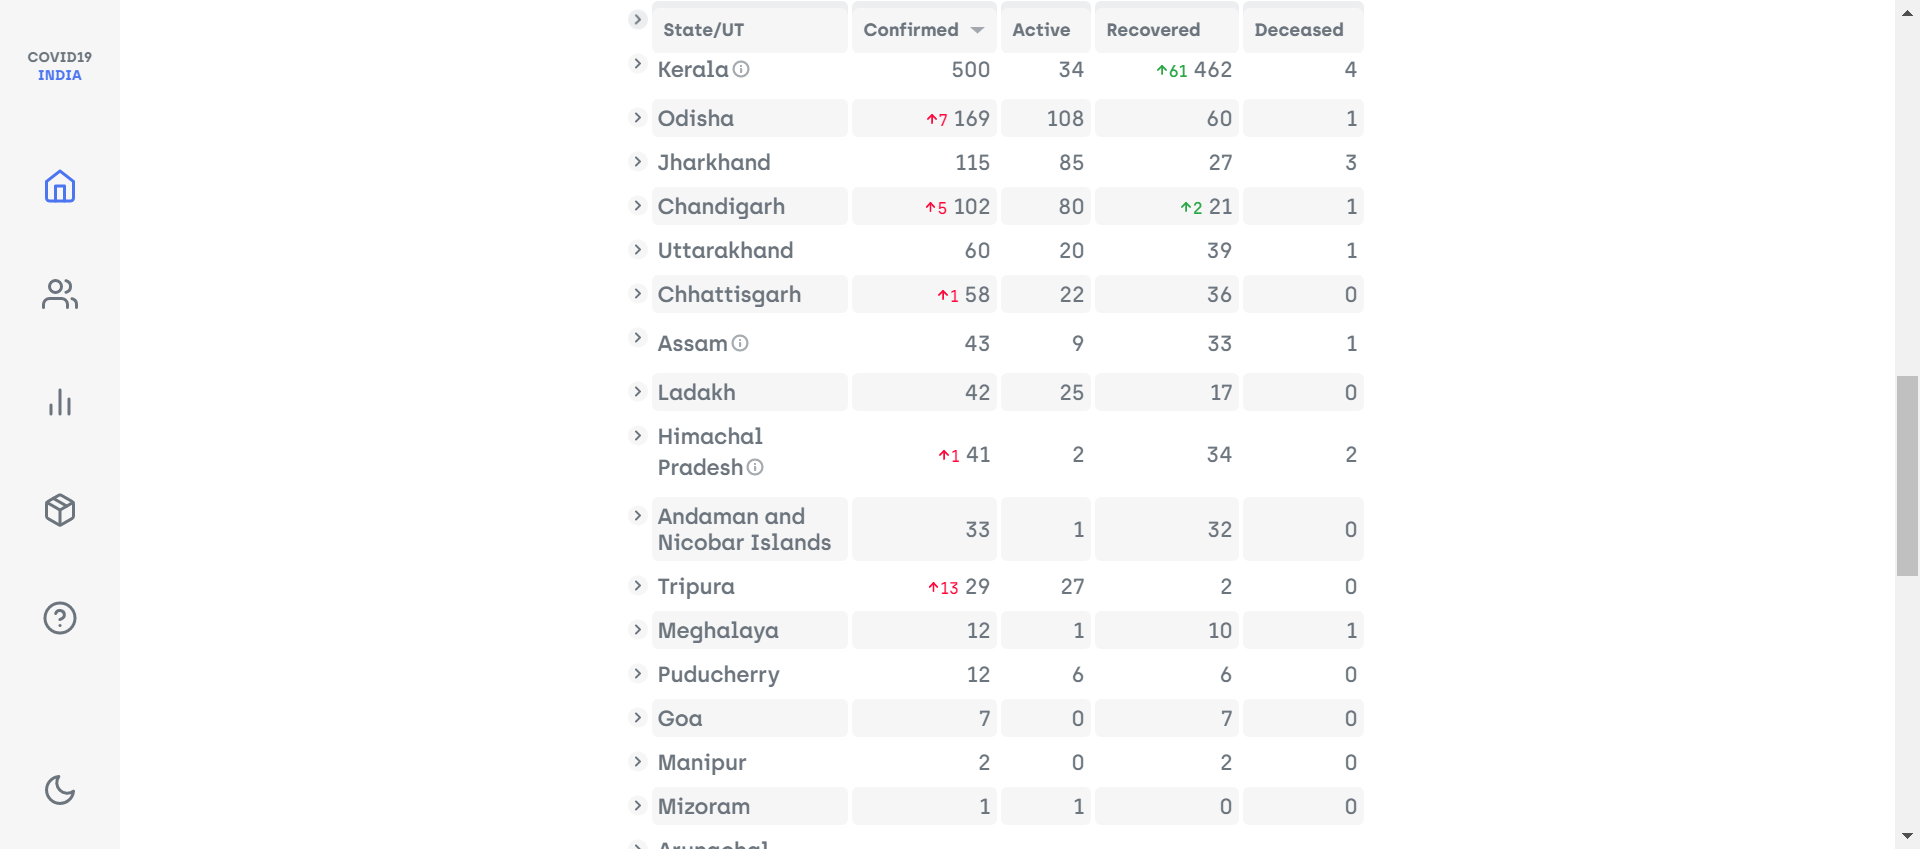 COVID19
INDIA
State/UT Confirmed Active Recovered Deceased
Kerala 500 34 ↑61 462 4
Odisha ↑7 169 108 60 1
Jharkhand 115 85 27 3
Chandigarh ↑5 102 80 ↑2 21 1
Uttarakhand 60 20 39 1
Chhattisgarh ↑1 58 22 36 0
Assam 43 9 33 1
Ladakh 42 25 17 0
Himachal
Pradesh ↑1 41 2 34 2
Andaman and
Nicobar Islands 33 1 32 0
Tripura ↑13 29 27 2 0
Meghalaya 12 1 10 1
Puducherry 12 6 6 0
Goa 7 0 7 0
Manipur 2 0 2 0
Mizoram 1 1 0 0
Arunachal